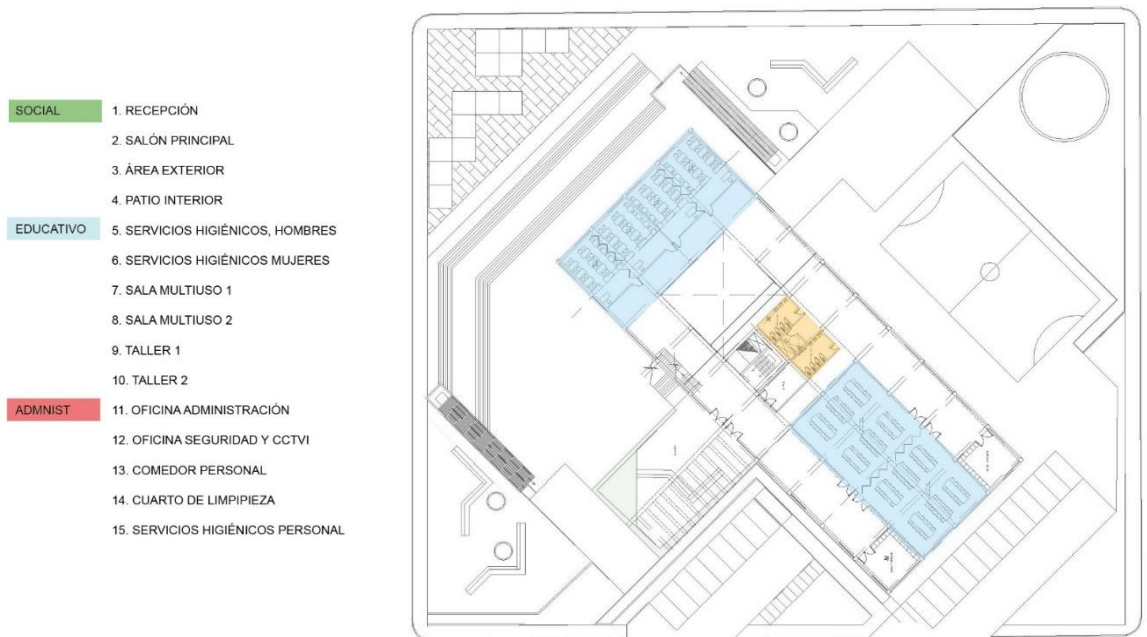 SOCIAL
1. RECEPCIÓN
2. SALÓN PRINCIPAL
3. ÁREA EXTERIOR
4. PATIO INTERIOR
EDUCATIVO
5. SERVICIOS HIGIÉNICOS, HOMBRES
6. SERVICIOS HIGIÉNICOS MUJERES
7. SALA MULTIUSO 1
8. SALA MULTIUSO 2
9. TALLER 1
10. TALLER 2
ADMNIST
11. OFICINA ADMINISTRACIÓN
12. OFICINA SEGURIDAD Y CCTVI
13. COMEDOR PERSONAL
14. CUARTO DE LIMPIPIEZA
15. SERVICIOS HIGIÉNICOS PERSONAL